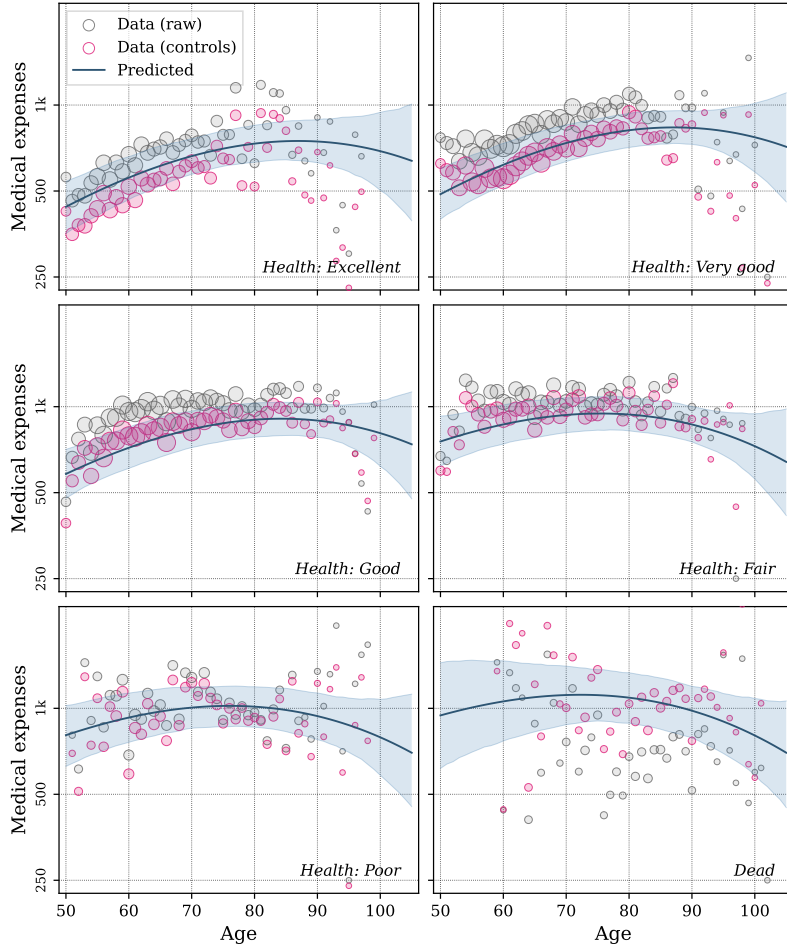 Data (raw)
Data (controls)
Predicted
Medical expenses
1k
500
250
Health: Excellent
Health: Very good
Medical expenses
1k
500
250
Health: Good
Health: Fair
Medical expenses
1k
500
250
Health: Poor
Dead
50 60 70 80 90 100
50 60 70 80 90 100
Age
Age